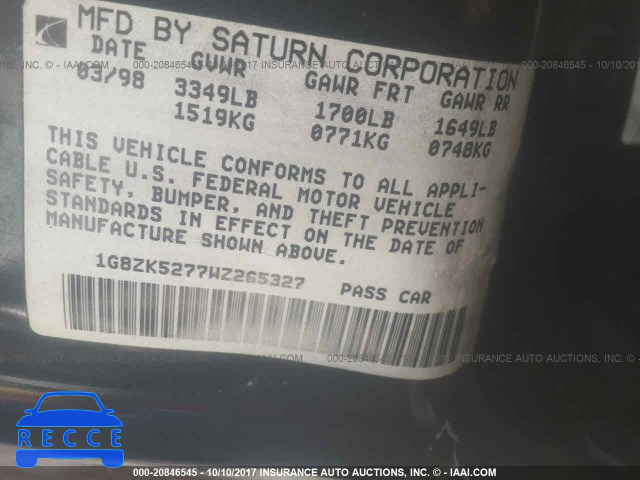 MFD BY SATURN CORPORATION
DATE GVWR GAWR FRT GAWR RR
03/98 3349LB 1700LB 1649LB
1519KG 0771KG 0748KG
THIS VEHICLE CONFORMS TO ALL APPLI-
CABLE U.S. FEDERAL MOTOR VEHICLE
SAFETY, BUMPER, AND THEFT PREVENTION
STANDARDS IN EFFECT ON THE DATE OF
MANUFACTURE SHOWN ABOVE.
1G8ZK5277WZ265327 PASS CAR
RECCE
000-20846545 - 10/10/2017 INSURANCE AUTO AUCTIONS, INC. - © IAAI.COM